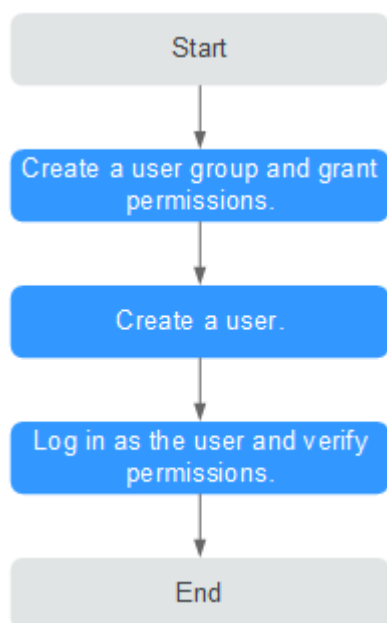 Start
Create a user group and grant
permissions.
Create a user.
Log in as the user and verify
permissions.
End